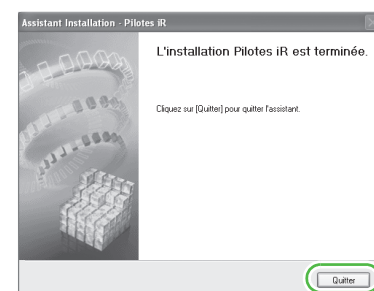 Assistant Installation - Pilotes iR
L'installation Pilotes iR est terminée.
Cliquez sur [Quitter] pour quitter l'assistant.
Quitter